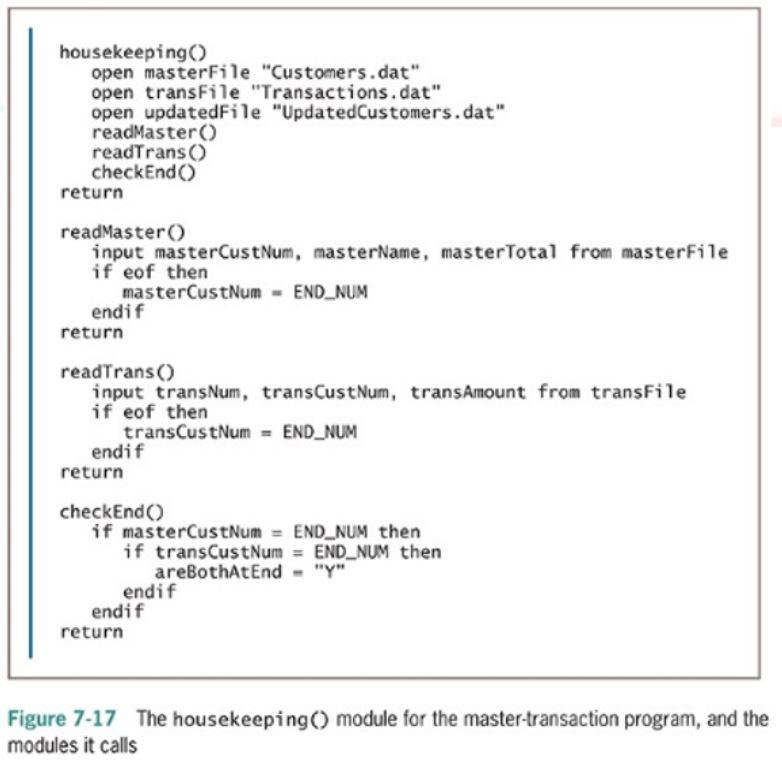 housekeeping()
open masterFile "Customers.dat"
open transFile "Transactions.dat"
open updatedFile "UpdatedCustomers.dat"
readMaster()
readTrans()
checkEnd()
return
readMaster()
input masterCustNum, masterName, masterTotal from masterFile
if eof then
masterCustNum = END_NUM
endif
return
readTrans()
input transNum, transCustNum, transAmount from transFile
if eof then
transCustNum = END_NUM
endif
return
checkEnd()
if masterCustNum = END_NUM then
if transCustNum = END_NUM then
areBothAtEnd = "Y"
endif
endif
return
Figure 7-17 The housekeeping() module for the master-transaction program, and the
modules it calls